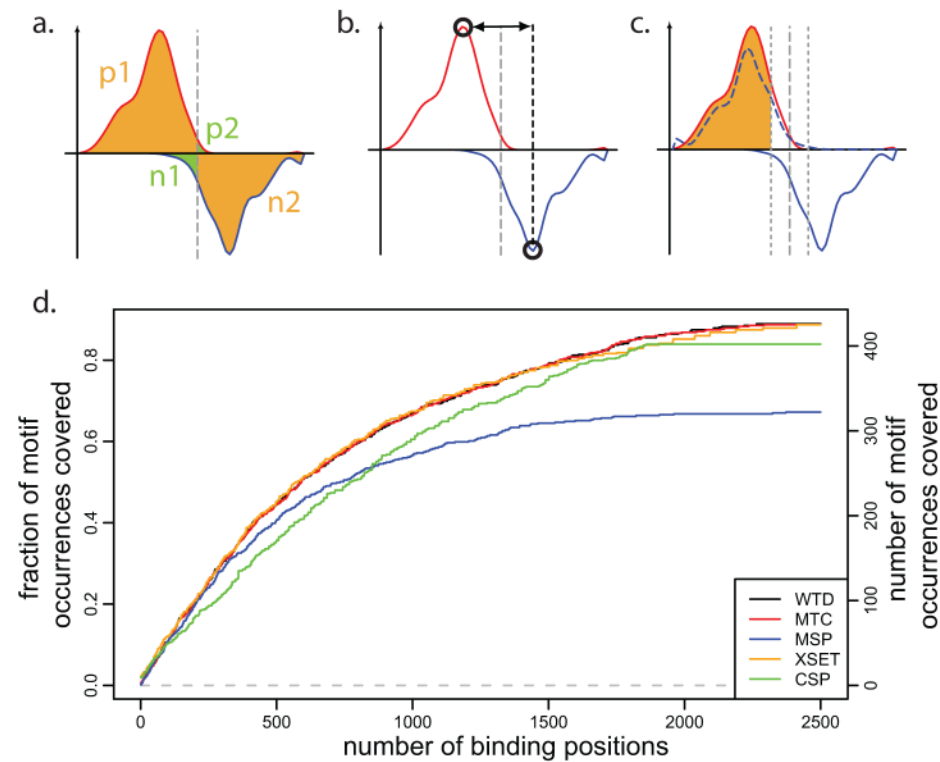 a.
b.
c.
p1
p2
n1
n2
d.
fraction of motif
occurrences covered
0.0
0.2
0.4
0.6
0.8
0
100
200
300
400
number of motif
occurrences covered
WTD
MTC
MSP
XSET
CSP
0
500
1000
1500
2000
2500
number of binding positions